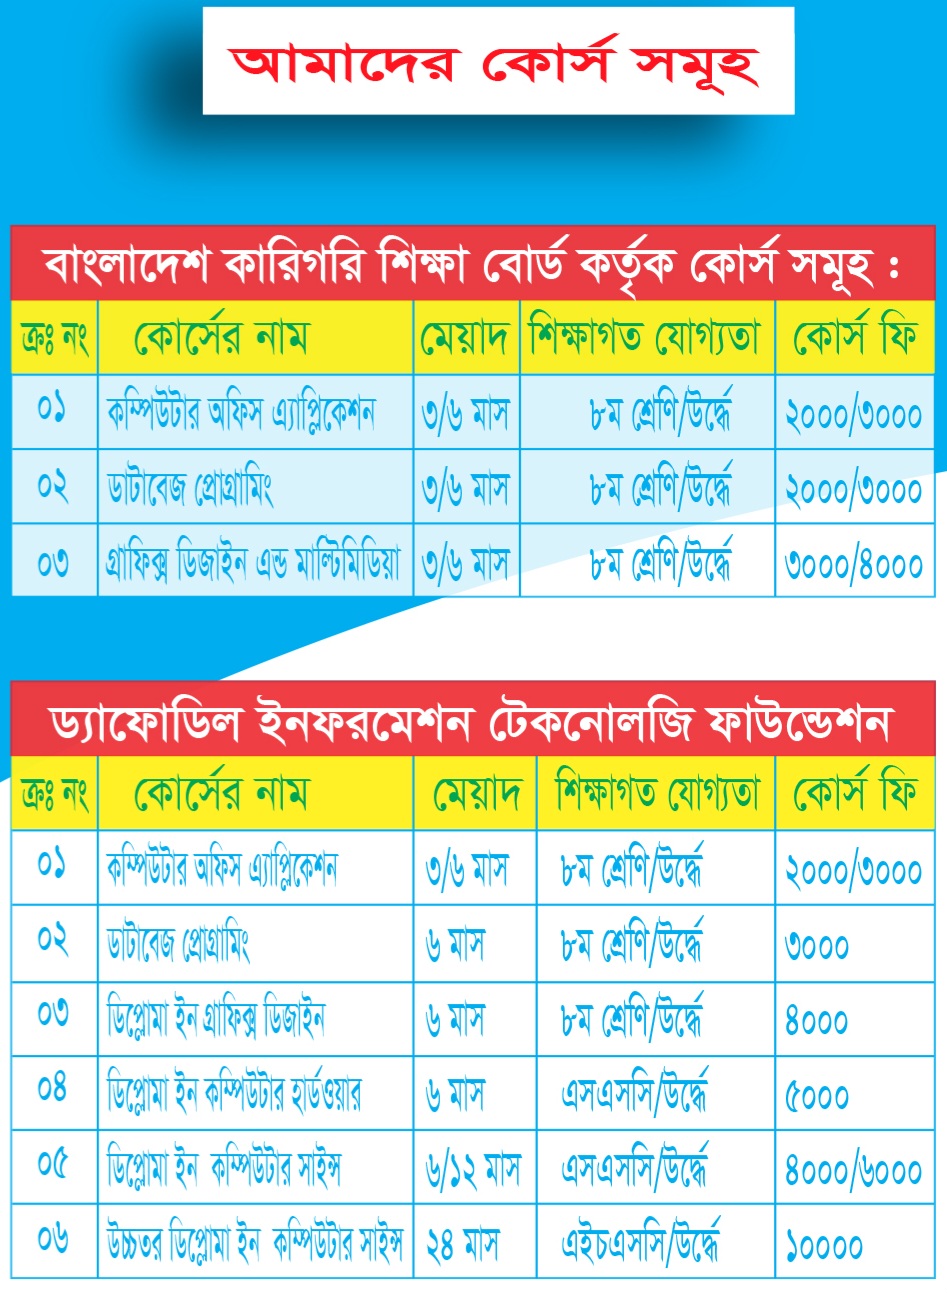 আমাদের কোর্স সমূহ
বাংলাদেশ কারিগরি শিক্ষা বোর্ড কর্তৃক কোর্স সমূহ :
ক্রঃ নং কোর্সের নাম মেয়াদ শিক্ষাগত যোগ্যতা কোর্স ফি
০১ কম্পিউটার অফিস এ্যাপ্লিকেশন ৩/৬ মাস ৮ম শ্রেণি/উর্দ্ধে ২০০০/৩০০০
০২ ডাটাবেজ প্রোগ্রামিং ৩/৬ মাস ৮ম শ্রেণি/উর্দ্ধে ২০০০/৩০০০
০৩ গ্রাফিক্স ডিজাইন এন্ড মাল্টিমিডিয়া ৩/৬ মাস ৮ম শ্রেণি/উর্দ্ধে ৩০০০/৪০০০
ড্যাফোডিল ইনফরমেশন টেকনোলজি ফাউন্ডেশন
ক্রঃ নং কোর্সের নাম মেয়াদ শিক্ষাগত যোগ্যতা কোর্স ফি
০১ কম্পিউটার অফিস এ্যাপ্লিকেশন ৩/৬ মাস ৮ম শ্রেণি/উর্দ্ধে ২০০০/৩০০০
০২ ডাটাবেজ প্রোগ্রামিং ৬ মাস ৮ম শ্রেণি/উর্দ্ধে ৩০০০
০৩ ডিপ্লোমা ইন গ্রাফিক্স ডিজাইন ৬ মাস ৮ম শ্রেণি/উর্দ্ধে ৪০০০
০৪ ডিপ্লোমা ইন কম্পিউটার হার্ডওয়ার ৬ মাস এসএসসি/উর্দ্ধে ৫০০০
০৫ ডিপ্লোমা ইন কম্পিউটার সাইন্স ৬/১২ মাস এসএসসি/উর্দ্ধে ৪০০০/৬০০০
০৬ উচ্চতর ডিপ্লোমা ইন কম্পিউটার সাইন্স ২৪ মাস এইচএসসি/উর্দ্ধে ১০০০০